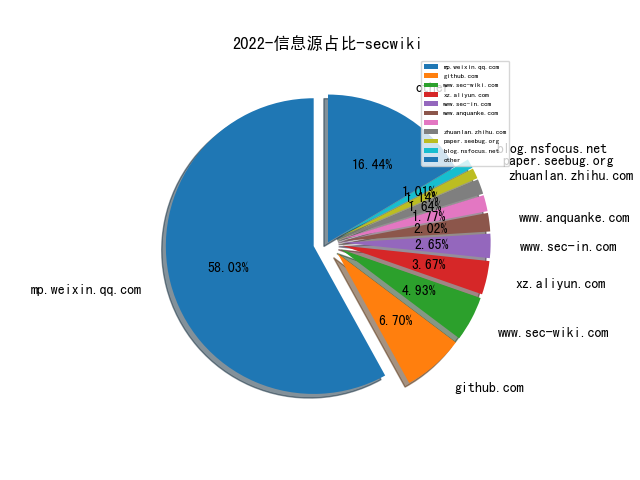 2022-信息源占比-secwiki
mp.weixin.qq.com
github.com
www.sec-wiki.com
xz.aliyun.com
www.sec-in.com
www.anquanke.com
zhuanlan.zhihu.com
paper.seebug.org
blog.nsfocus.net
other
blog.nsfocus.net
paper.seebug.org
zhuanlan.zhihu.com
www.anquanke.com
www.sec-in.com
xz.aliyun.com
www.sec-wiki.com
github.com
mp.weixin.qq.com
16.44%
1.01%
1.14%
1.64%
1.77%
2.02%
2.65%
3.67%
4.93%
6.70%
58.03%